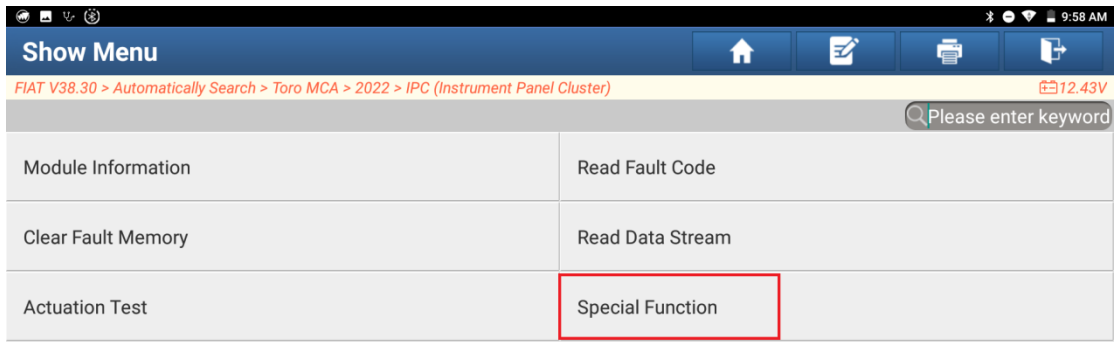 9:58 AM
Show Menu
FIAT V38.30 > Automatically Search > Toro MCA > 2022 > IPC (Instrument Panel Cluster) 12.43V
Please enter keyword
Module Information Read Fault Code
Clear Fault Memory Read Data Stream
Actuation Test Special Function